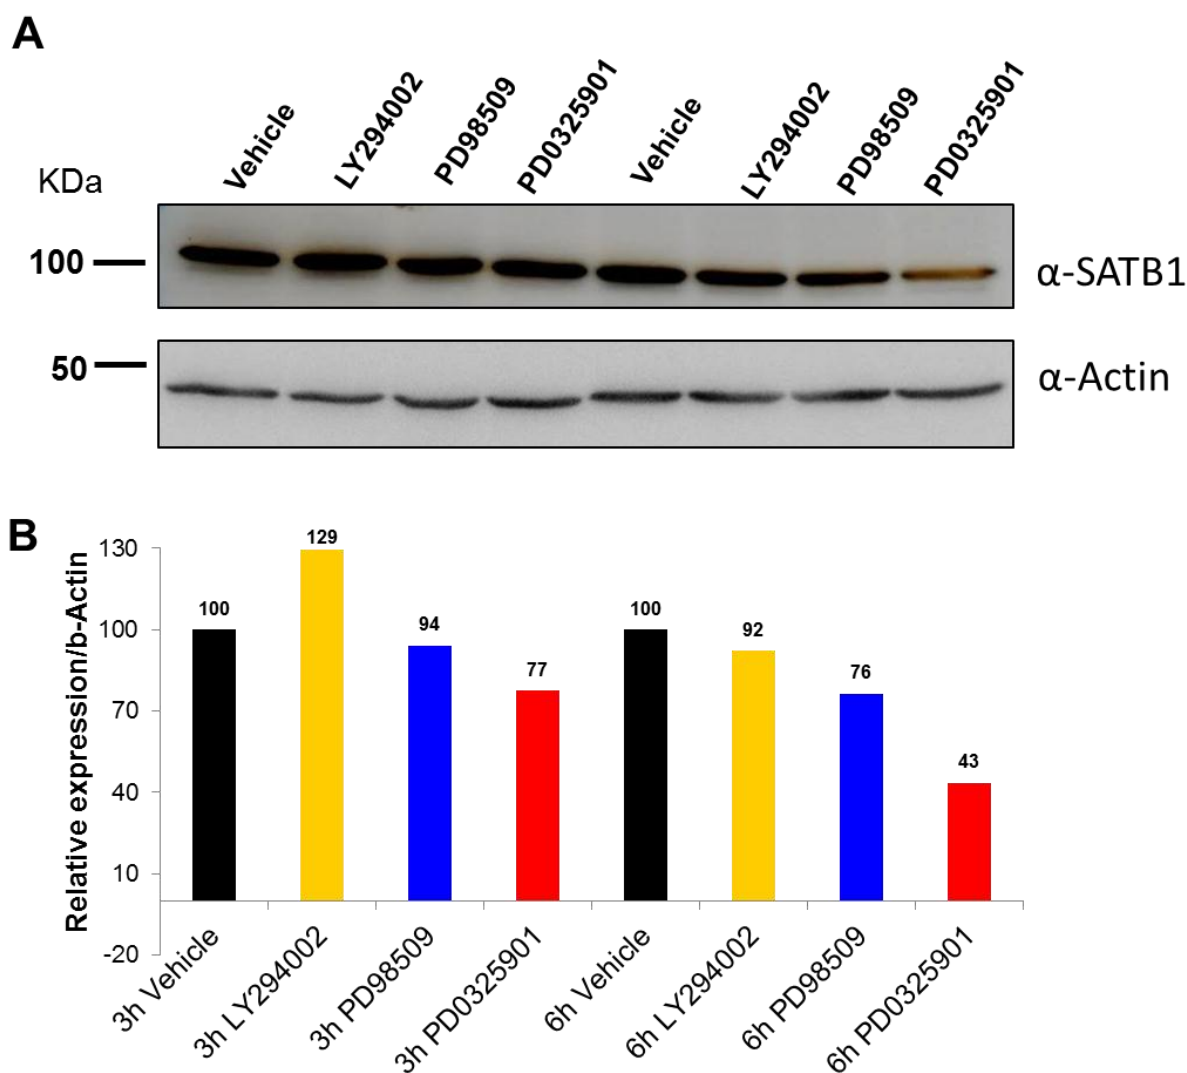 A
Vehicle
LY294002
PD98509
PD0325901
Vehicle
LY294002
PD98509
PD0325901
KDa
100
α-SATB1
50
α-Actin
B
Relative expression/b-Actin
130
100
70
40
10
-20
100
129
94
77
100
92
76
43
3h Vehicle
3h LY294002
3h PD98509
3h PD0325901
6h Vehicle
6h LY294002
6h PD98509
6h PD0325901